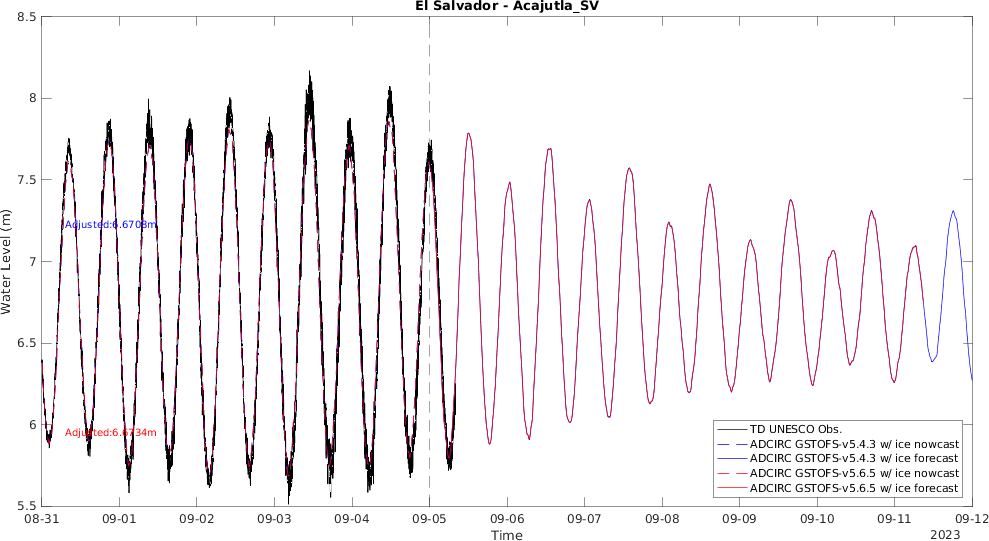 El Salvador - Acajutla_SV
8.5
8
7.5
7
6.5
6
5.5
Water Level (m)
Adjusted:6.6708m
Adjusted:6.6734m
TD UNESCO Obs.
ADCIRC GSTOFS-v5.4.3 w/ ice nowcast
ADCIRC GSTOFS-v5.4.3 w/ ice forecast
ADCIRC GSTOFS-v5.6.5 w/ ice nowcast
ADCIRC GSTOFS-v5.6.5 w/ ice forecast
08-31 09-01 09-02 09-03 09-04 09-05 09-06 09-07 09-08 09-09 09-10 09-11 09-12
Time
2023